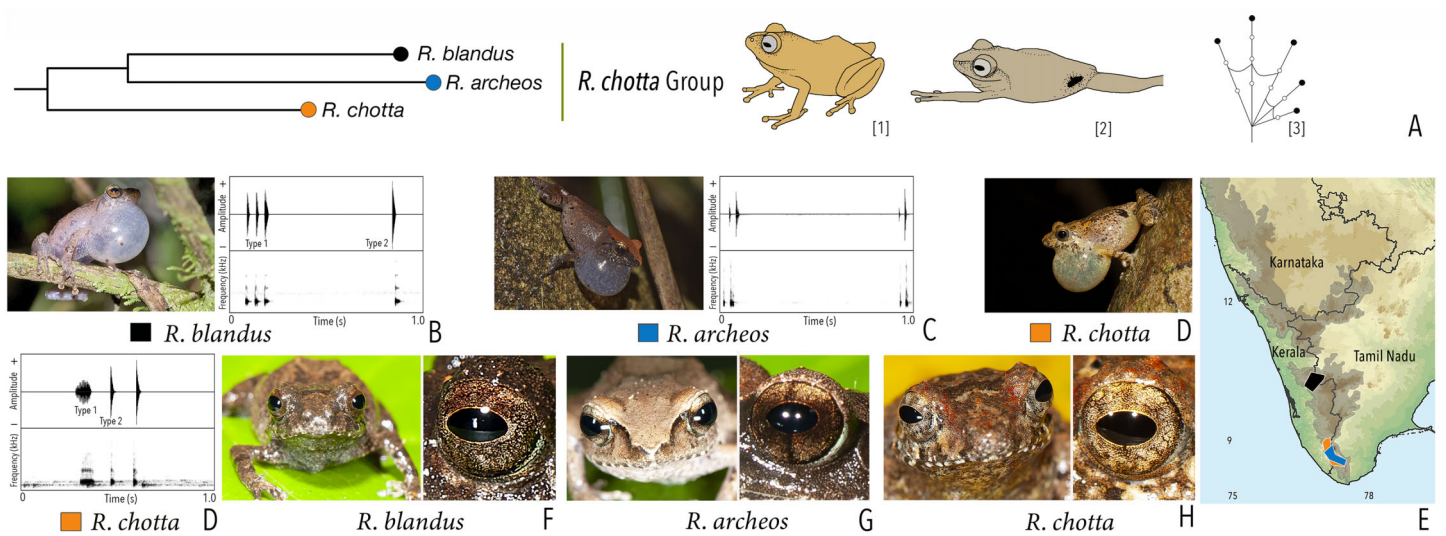 R. blandus
R. archeos
R. chotta
R. chotta Group
[1]
[2]
[3]
A
+
Amplitude
–
Type 1
Type 2
Frequency (kHz)
0
Time (s)
1.0
R. blandus
B
+
Amplitude
–
Frequency (kHz)
0
Time (s)
1.0
R. archeos
C
R. chotta
D
Karnataka
12
Kerala
Tamil Nadu
9
75
78
E
+
Amplitude
–
Type 1
Type 2
Frequency (kHz)
0
Time (s)
1.0
R. chotta
D
R. blandus
F
R. archeos
G
R. chotta
H